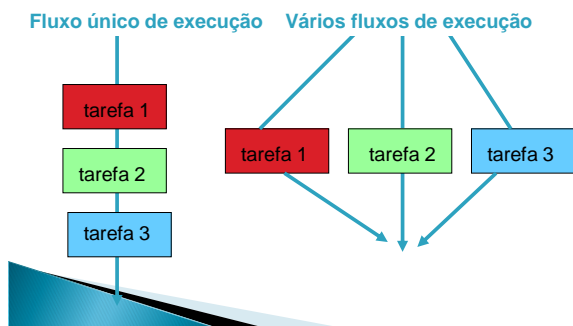 Fluxo único de execução
Vários fluxos de execução
tarefa 1
tarefa 2
tarefa 3
tarefa 1
tarefa 2
tarefa 3